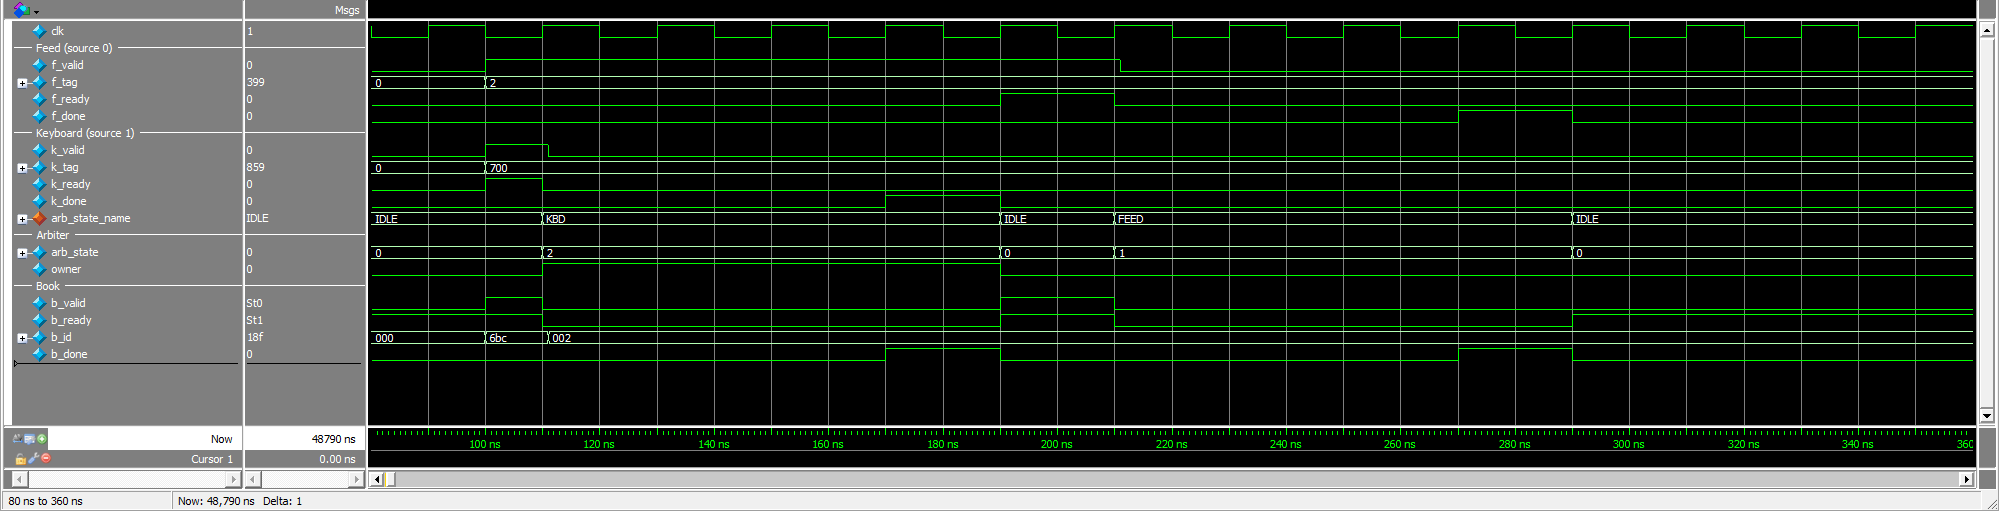 Msgs
clk 1
Feed (source 0)
f_valid 0
f_tag 399 0 2
f_ready 0
f_done 0
Keyboard (source 1)
k_valid 0
k_tag 859 0 700
k_ready 0
k_done 0
arb_state_name IDLE IDLE KBD IDLE FEED IDLE
Arbiter
arb_state 0 0 2 0 1 0
owner 0
Book
b_valid St0
b_ready St1
b_id 18f 000 6bc 002
b_done 0
Now 48790 ns 100 ns 120 ns 140 ns 160 ns 180 ns 200 ns 220 ns 240 ns 260 ns 280 ns 300 ns 320 ns 340 ns 360
Cursor 1 0.00 ns
80 ns to 360 ns Now: 48,790 ns Delta: 1